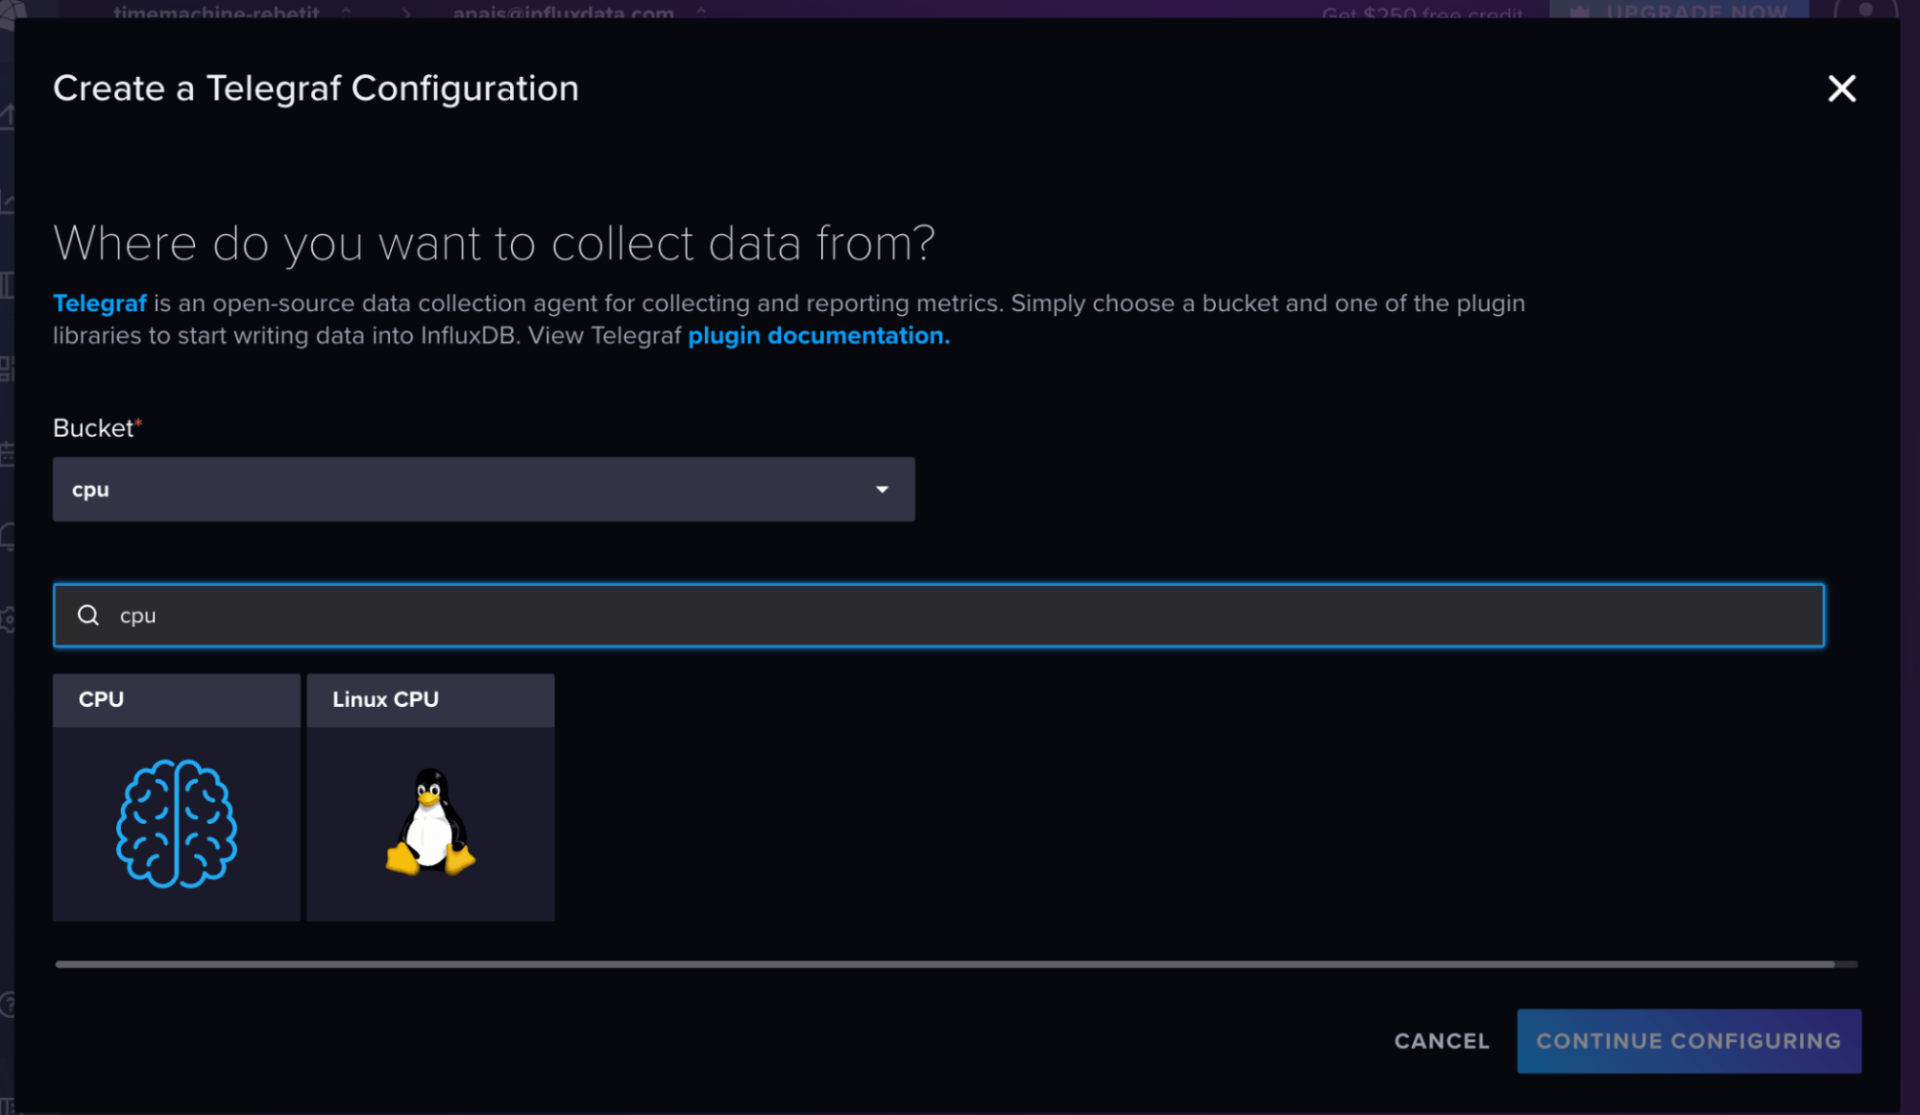 timemachine-rebetit
anais@influxdata.com
Get $250 free credit
UPGRADE NOW
Create a Telegraf Configuration
Where do you want to collect data from?
Telegraf is an open-source data collection agent for collecting and reporting metrics. Simply choose a bucket and one of the plugin
libraries to start writing data into InfluxDB. View Telegraf plugin documentation.
Bucket*
cpu
cpu
CPU
Linux CPU
CANCEL
CONTINUE CONFIGURING